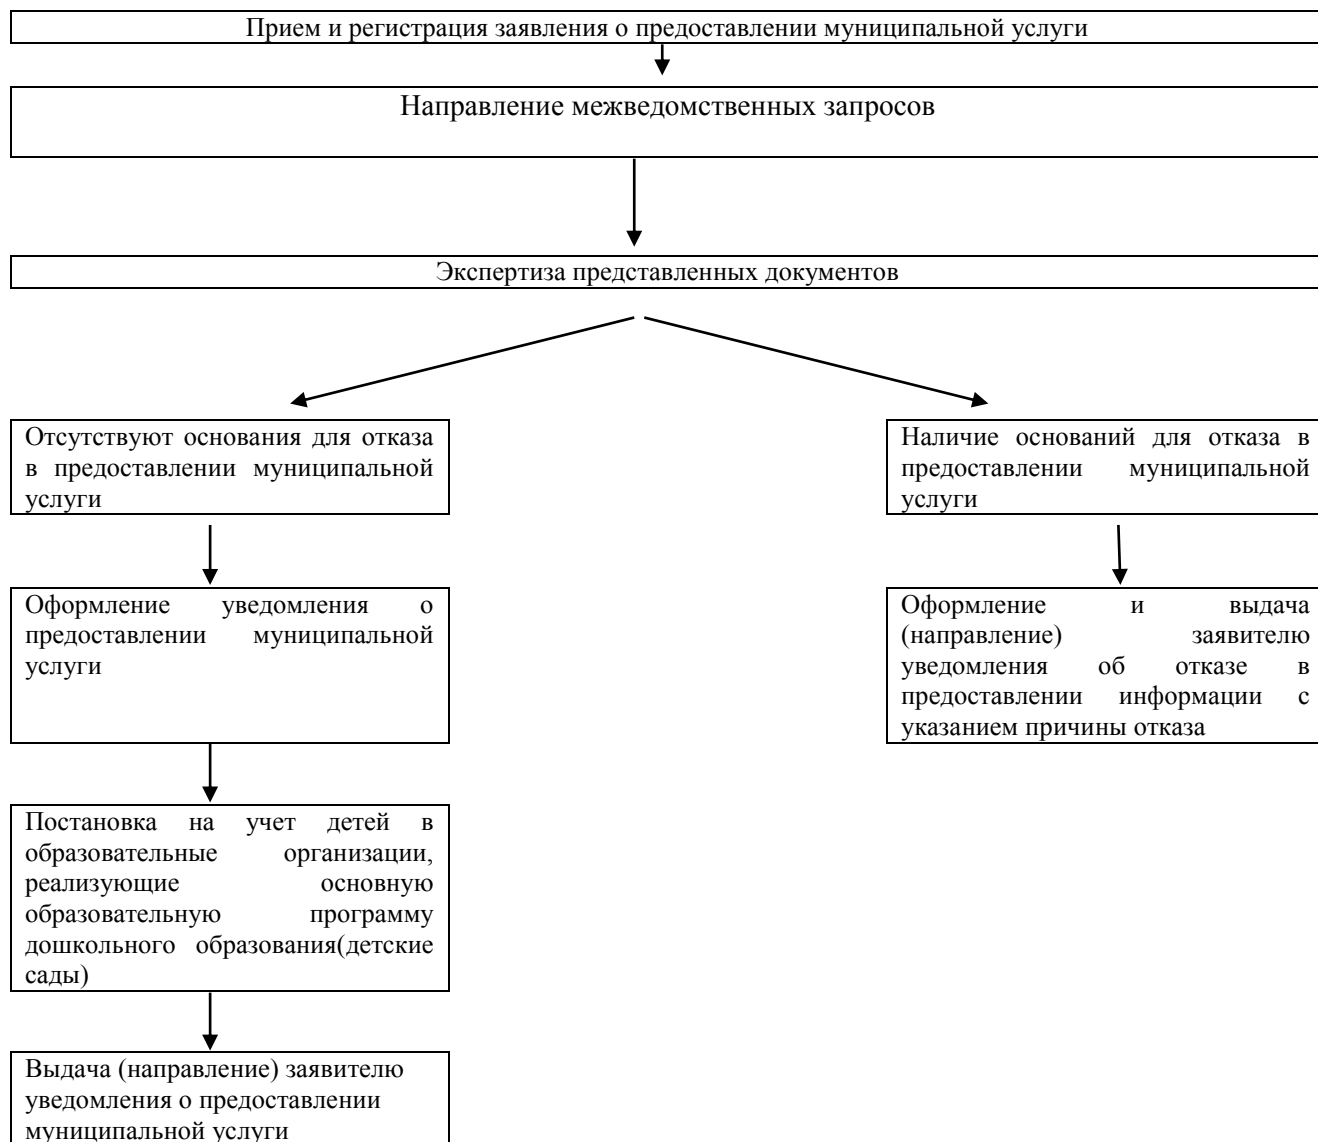 Прием и регистрация заявления о предоставлении муниципальной услуги
Направление межведомственных запросов
Экспертиза представленных документов
Отсутствуют основания для отказа
в предоставлении муниципальной
услуги
Наличие оснований для отказа в
предоставлении муниципальной
услуги
Оформление уведомления о
предоставлении муниципальной
услуги
Оформление и выдача
(направление) заявителю
уведомления об отказе в
предоставлении информации с
указанием причины отказа
Постановка на учет детей в
образовательные организации,
реализующие основную
образовательную программу
дошкольного образования(детские
сады)
Выдача (направление) заявителю
уведомления о предоставлении
муниципальной услуги